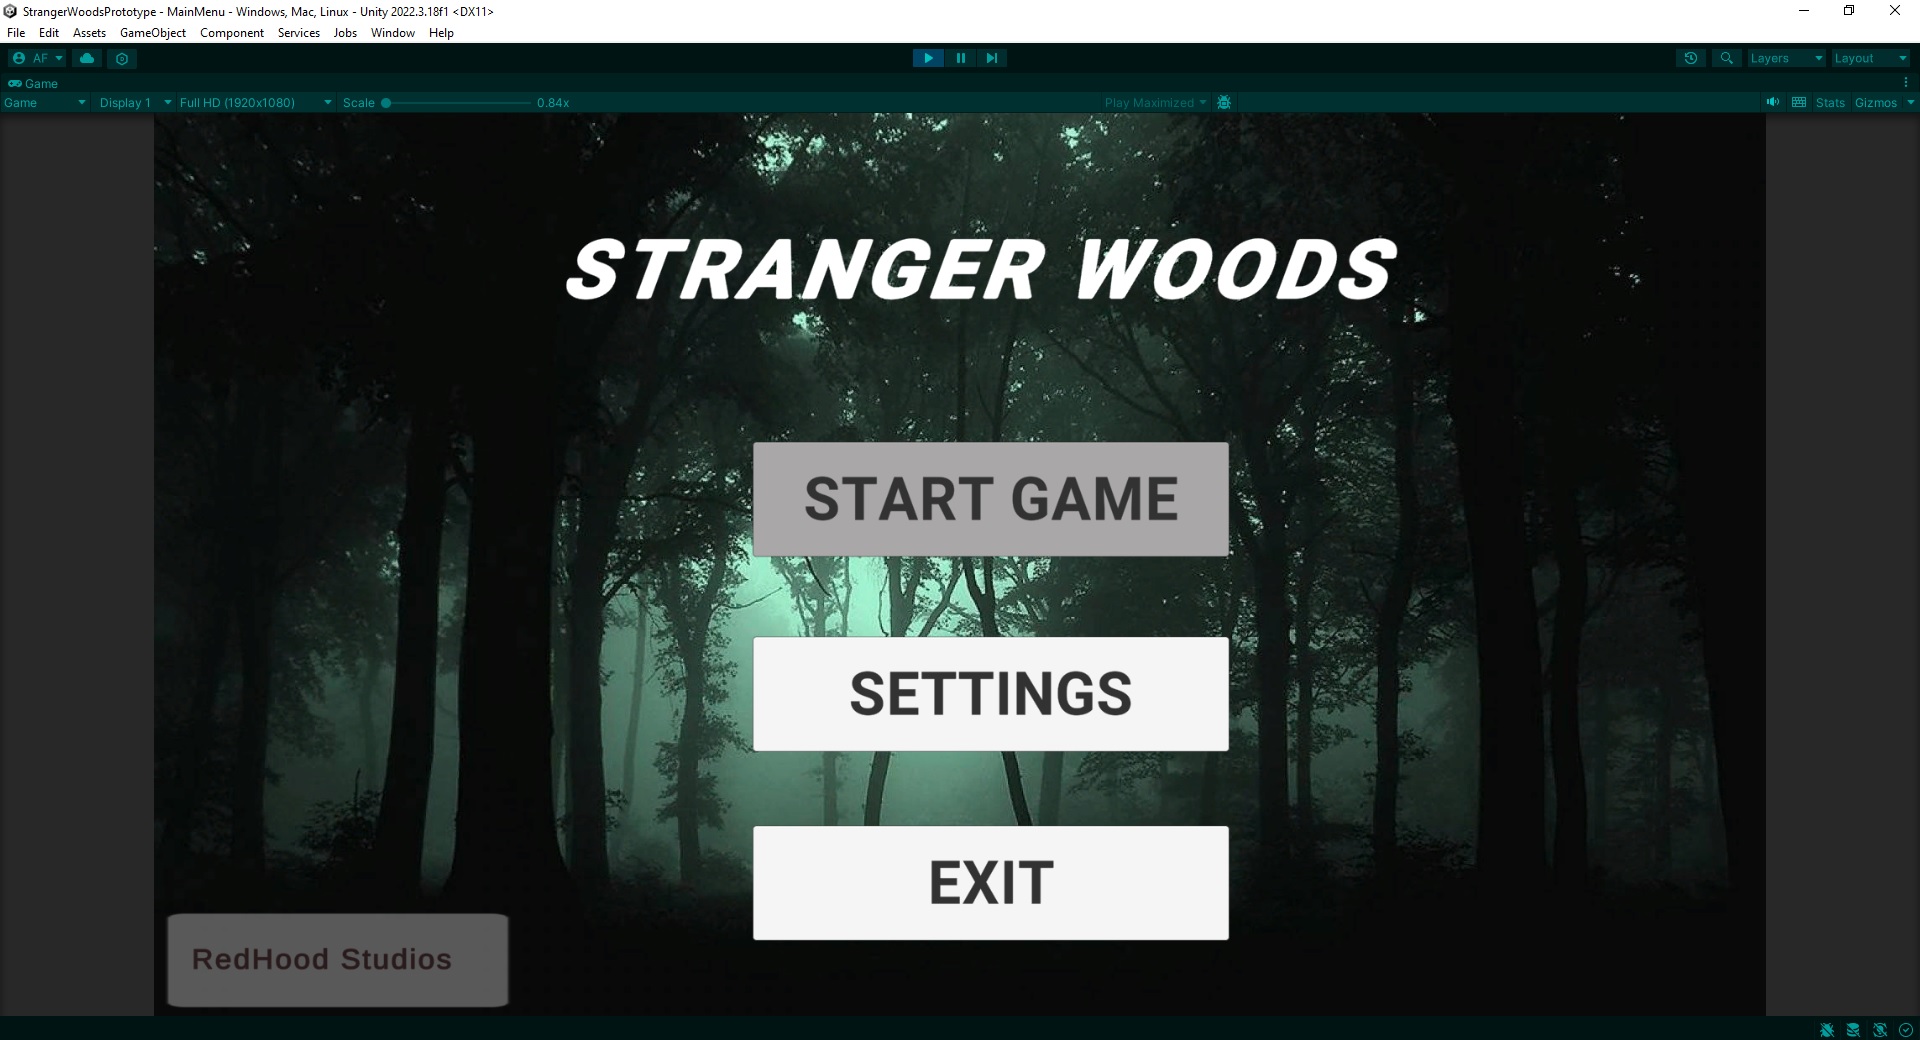 StrangerWoodsPrototype - MainMenu - Windows, Mac, Linux - Unity 2022.3.18f1 <DX11>
File Edit Assets GameObject Component Services Jobs Window Help
AF Layers Layout
Game
Game Display 1 Full HD (1920x1080) Scale 0.84x Play Maximized Stats Gizmos
STRANGER WOODS
START GAME
SETTINGS
EXIT
RedHood Studios